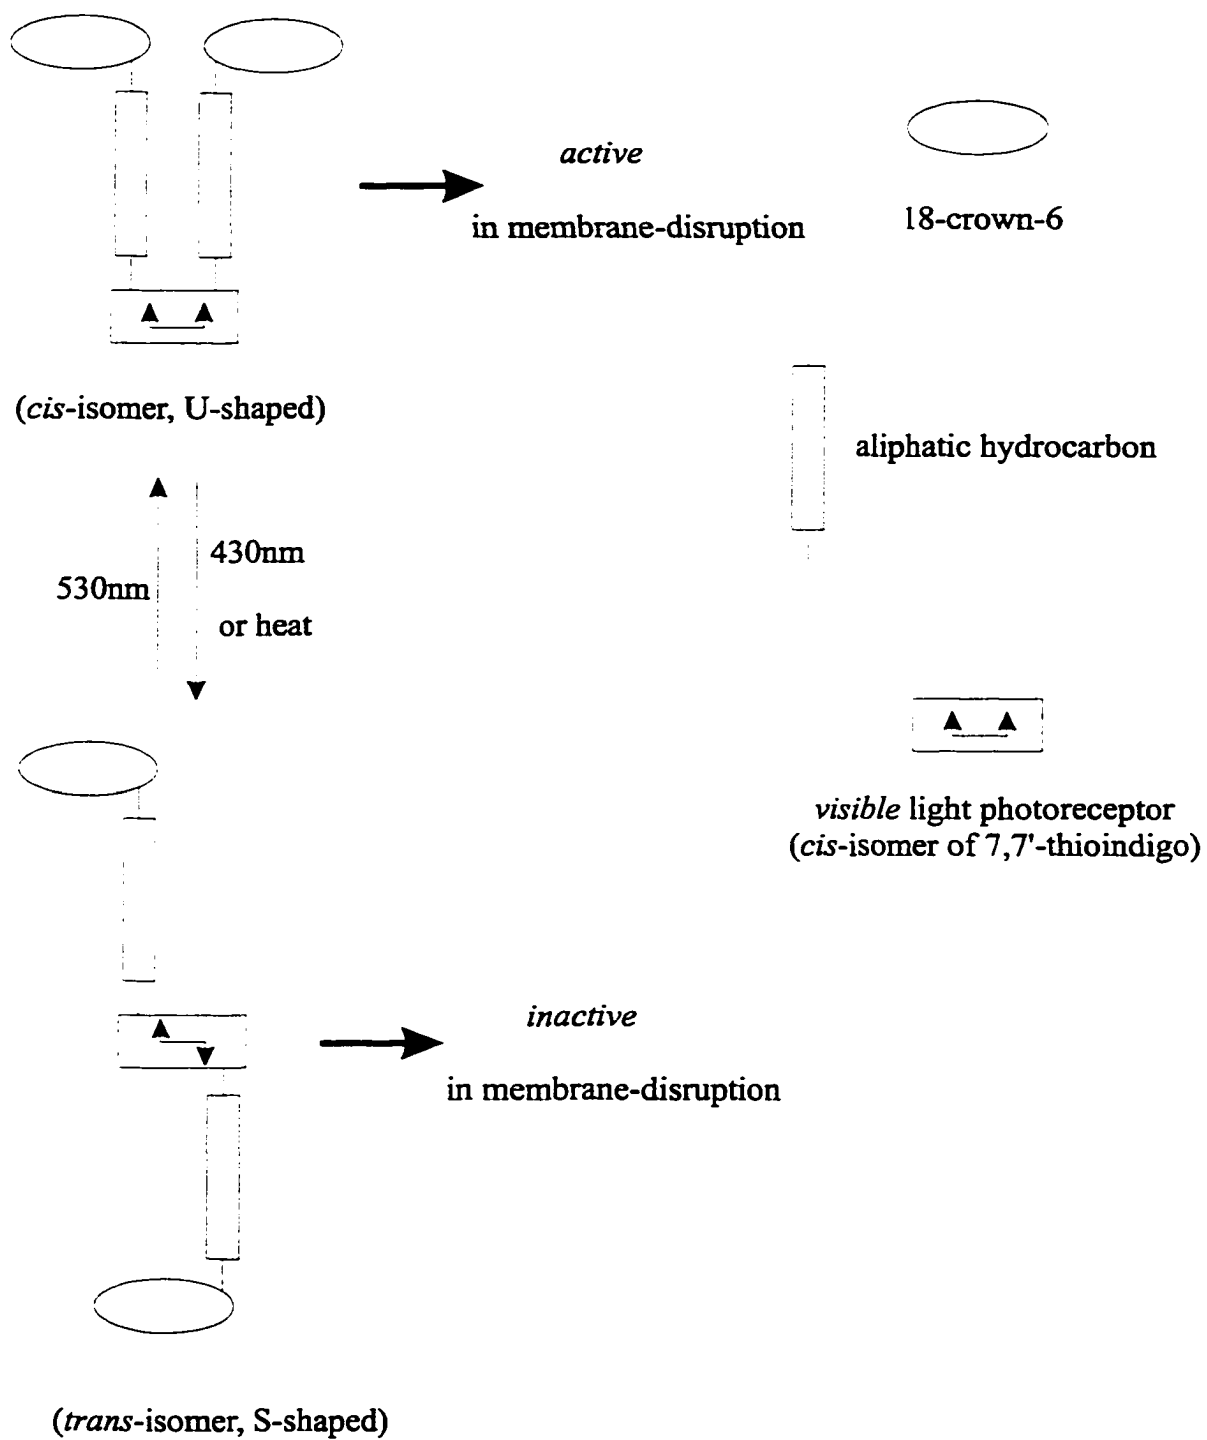 active
in membrane-disruption
18-crown-6
(cis-isomer, U-shaped)
aliphatic hydrocarbon
530nm
430nm
or heat
visible light photoreceptor
(cis-isomer of 7,7'-thioindigo)
inactive
in membrane-disruption
(trans-isomer, S-shaped)